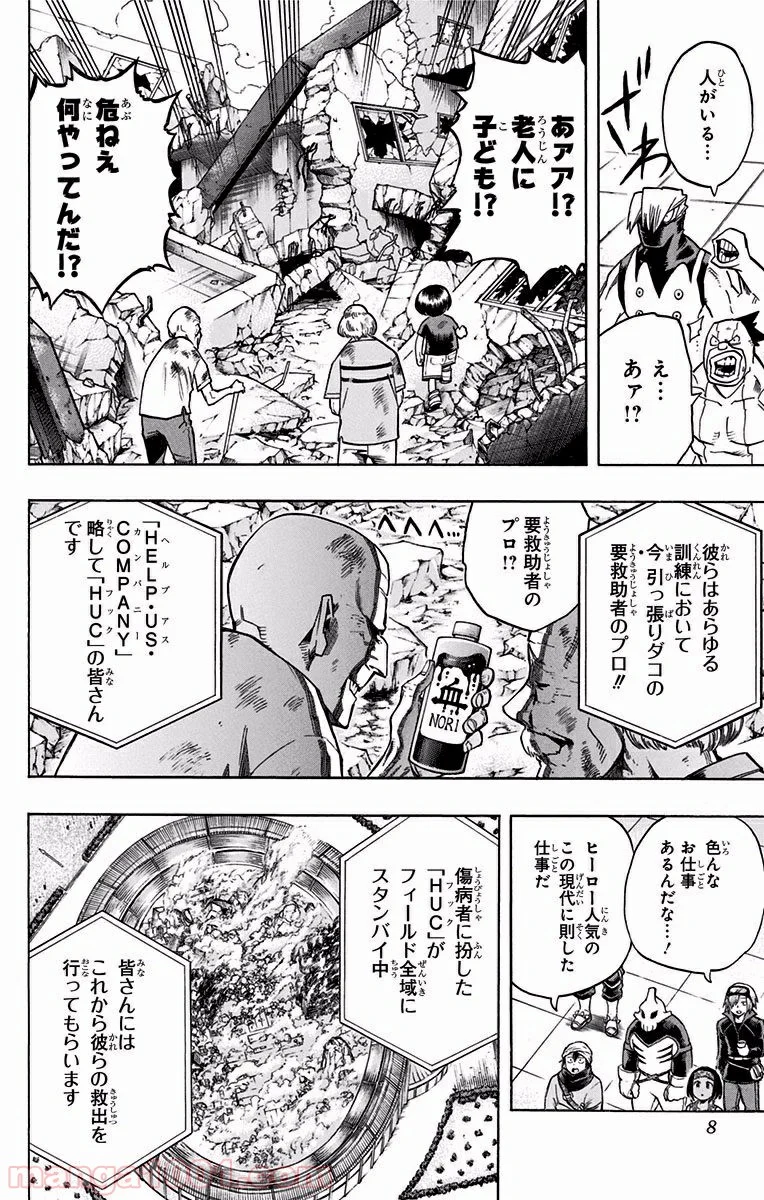 人がいる…
ざわ
え…
あァ!?
あァア!?
老人に
子ども!?
危ねえ
何やってんだ!?
彼らはあらゆる
訓練において
今引っ張りダコの
要救助者のプロ!!
要救助者の
プロ!?
へへへ…
血
NORI
「HELP・US・
COMPANY」
略して「HUC」の皆さん
です
色んな
お仕事
あるんだな…!
ヒーロー人気の
この現代に則した
仕事だ
傷病者に扮した
「HUC」が
フィールド全域に
スタンバイ中
皆さんには
これから彼らの救出を
行ってもらいます
8